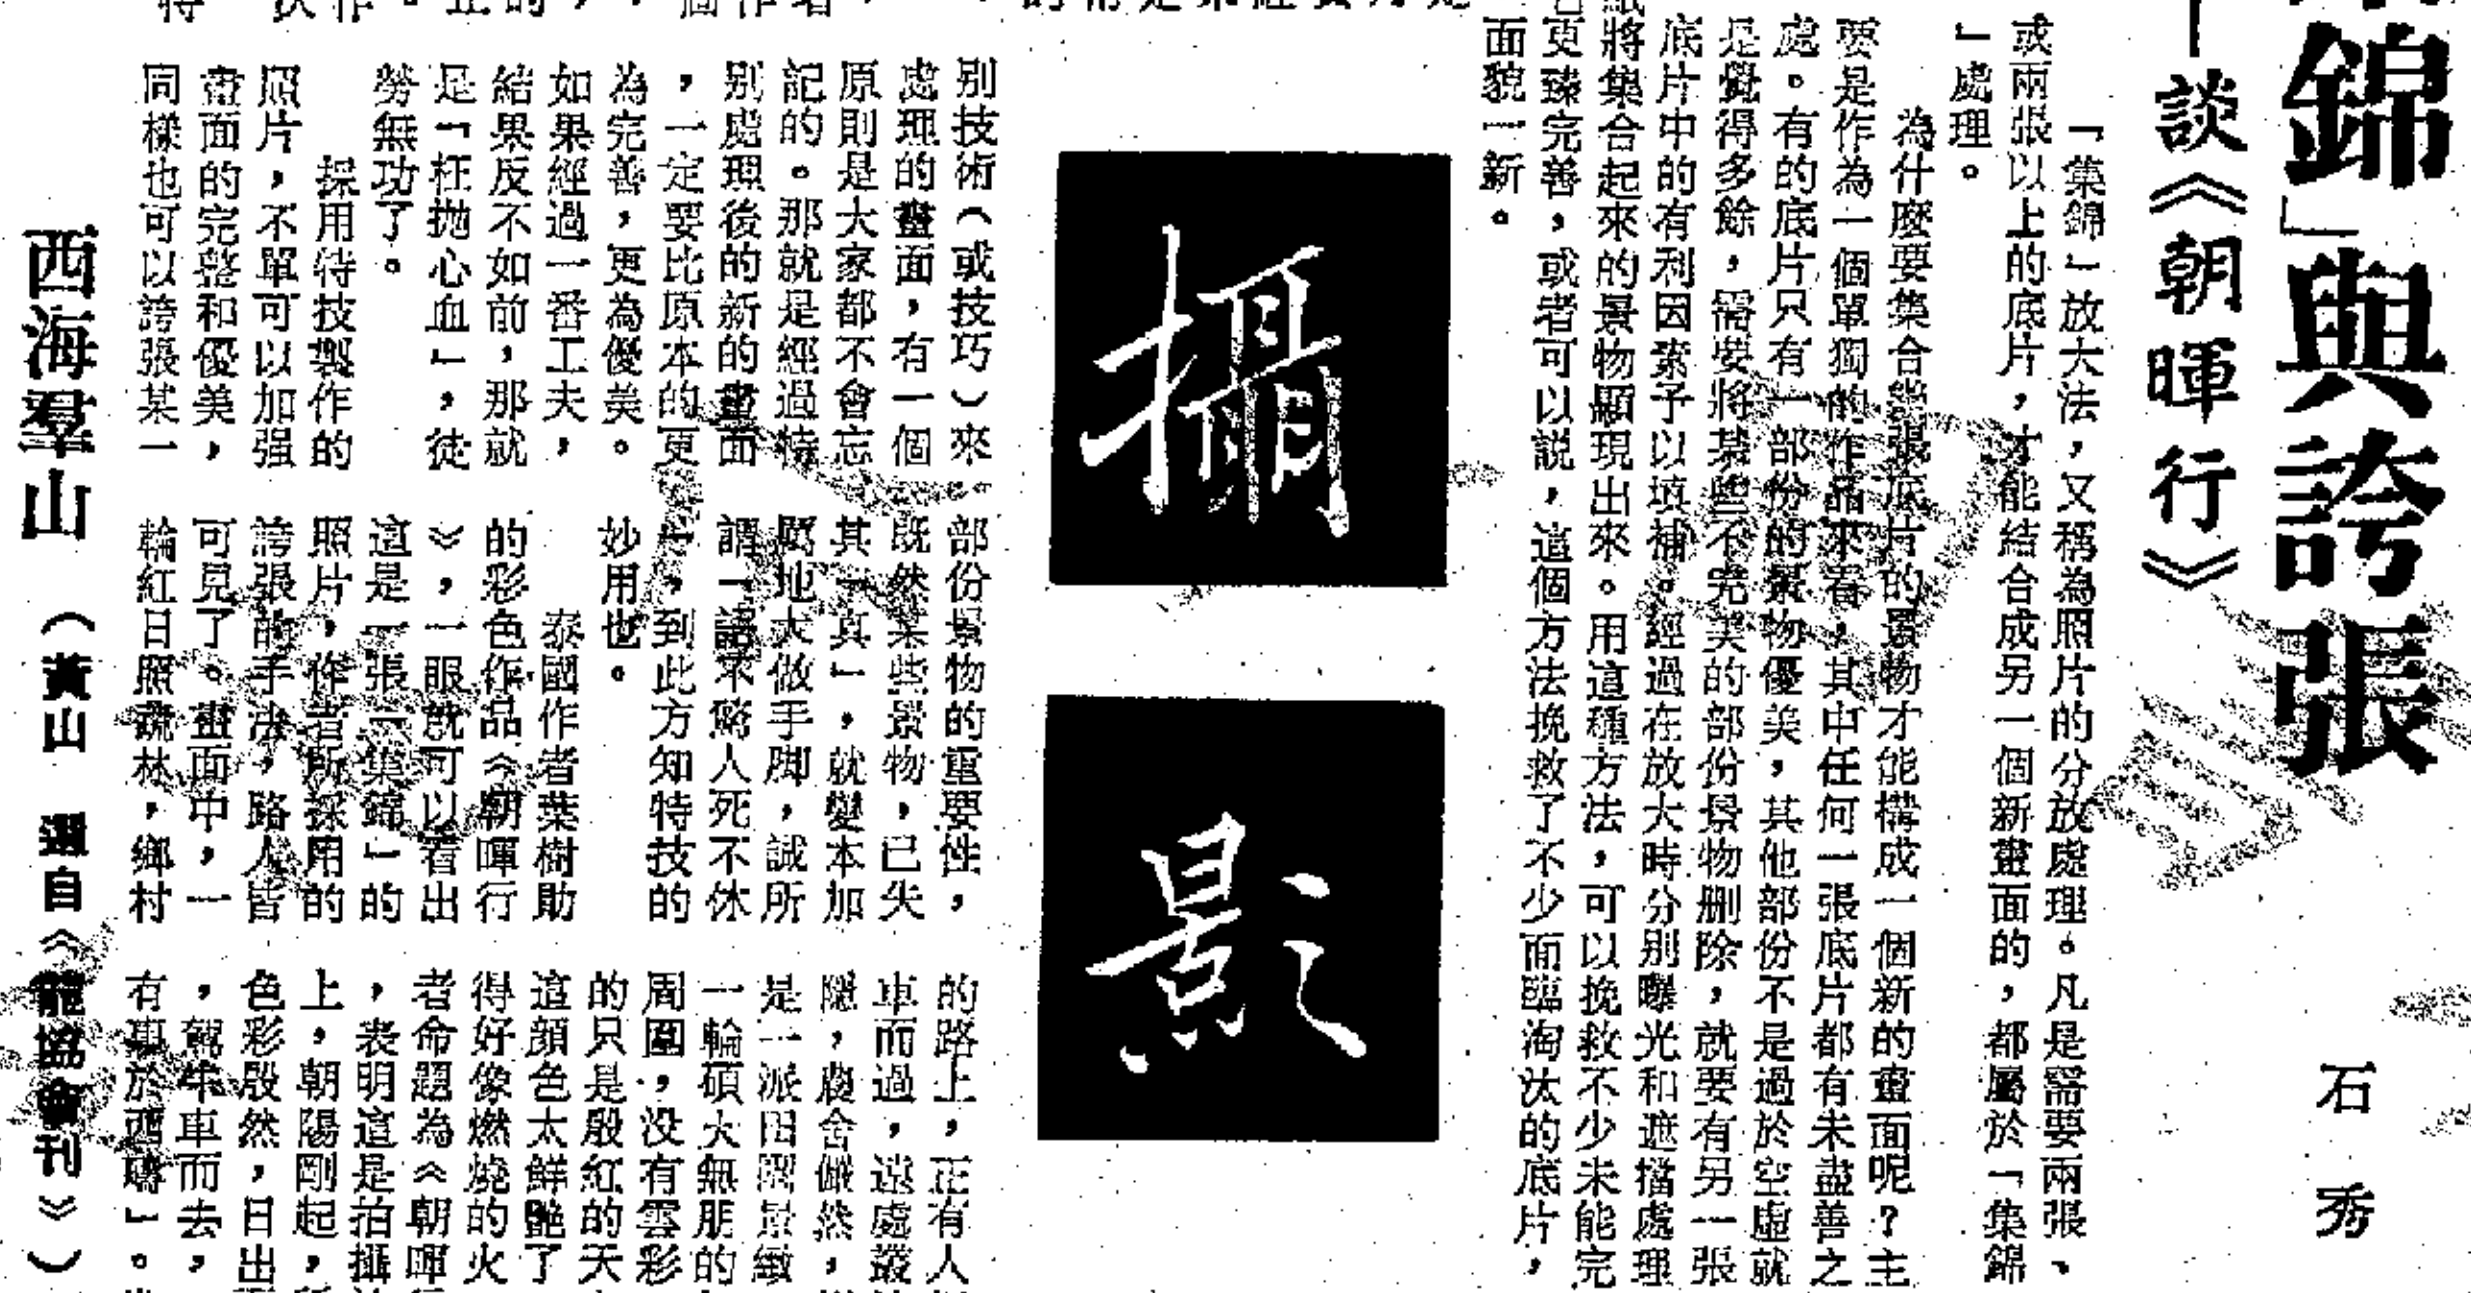 錦」與誇張
──談《朝暉行》
石秀
「集錦」放大法，又稱為照片的分放處理。凡是需要兩張、
或兩張以上的底片，才能結合成另一個新畫面的，都屬於「集錦
」處理。
為什麼要集合幾張底片的景物才能構成一個新的畫面呢？主
要是作為一個單獨的作品來看，其中任何一張底片都有未盡善之
處。有的底片只有一部份的景物優美，其他部份不是過於空虛就
是覺得多餘，需要將某些不完美的部份景物刪除，就要有另一張
底片中的有利因素予以填補。經過在放大時分別曝光和遮擋處理
將集合起來的景物顯現出來。用這種方法，可以挽救不少未能完
更臻完善，或者可以説，這個方法挽救了不少面臨淘汰的底片，
面貌一新。
攝
影
别技術（或技巧）來
處理的畫面，有一個
原則是大家都不會忘
記的。那就是經過特
别處理後的新的畫面
，一定要比原本的更
為完善，更為優美。
如果經過一番工夫，
結果反不如前，那就
是「枉拋心血」，徒
勞無功了。
採用特技製作的
照片，不單可以加强
畫面的完整和優美，
同樣也可以誇張某一
部份景物的重要性，
既然某些景物，已失
其「真」，就變本加
厲地大做手脚，誠所
謂「語不驚人死不休
」，到此方知特技的
妙用也。
泰國作者葉樹助
的彩色作品《朝暉行
》，一眼就可以看出
這是一張「集錦」的
照片，作者所採用的
誇張的手法，路人皆
可見了。畫面中，一
輪紅日照疏林，鄉村
的路上，正有人
車而過，遠處叢
隱，農舍儼然，
是一派田園景緻
一輪碩大無朋的
周圍，没有雲彩
的只是殷紅的天
這顏色太鮮艷了
得好像燃燒的火
者命題為《朝暉
，表明這是拍攝
上，朝陽剛起，
色彩殷然，日出
，駕牛車而去，
有事於西疇」。
西海羣山　（黃山　選自《龍協會刊》）